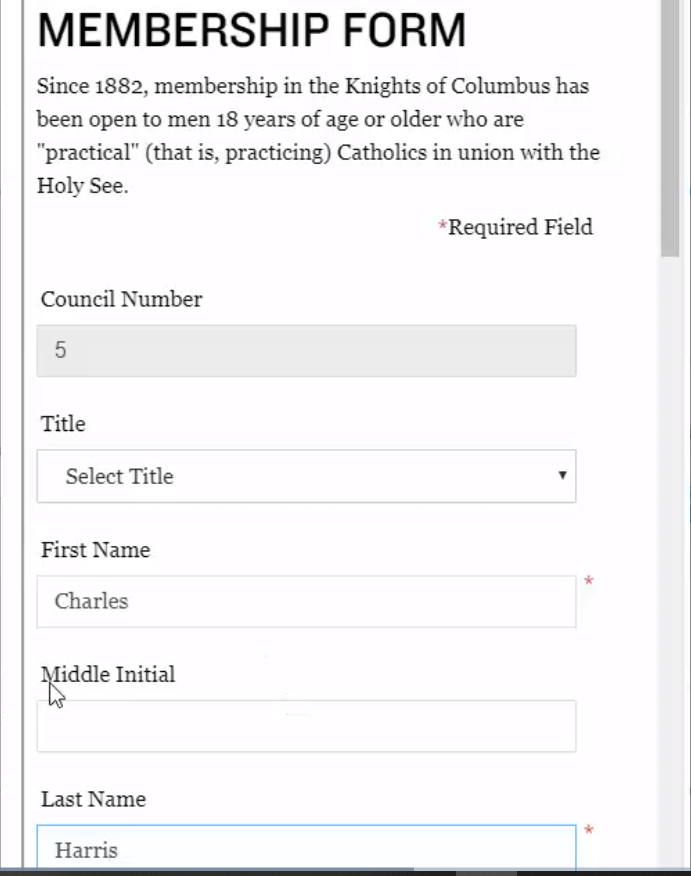 MEMBERSHIP FORM
Since 1882, membership in the Knights of Columbus has
been open to men 18 years of age or older who are
"practical" (that is, practicing) Catholics in union with the
Holy See.
*Required Field
Council Number
5
Title
Select Title
First Name
Charles
*
Middle Initial
Last Name
Harris
*